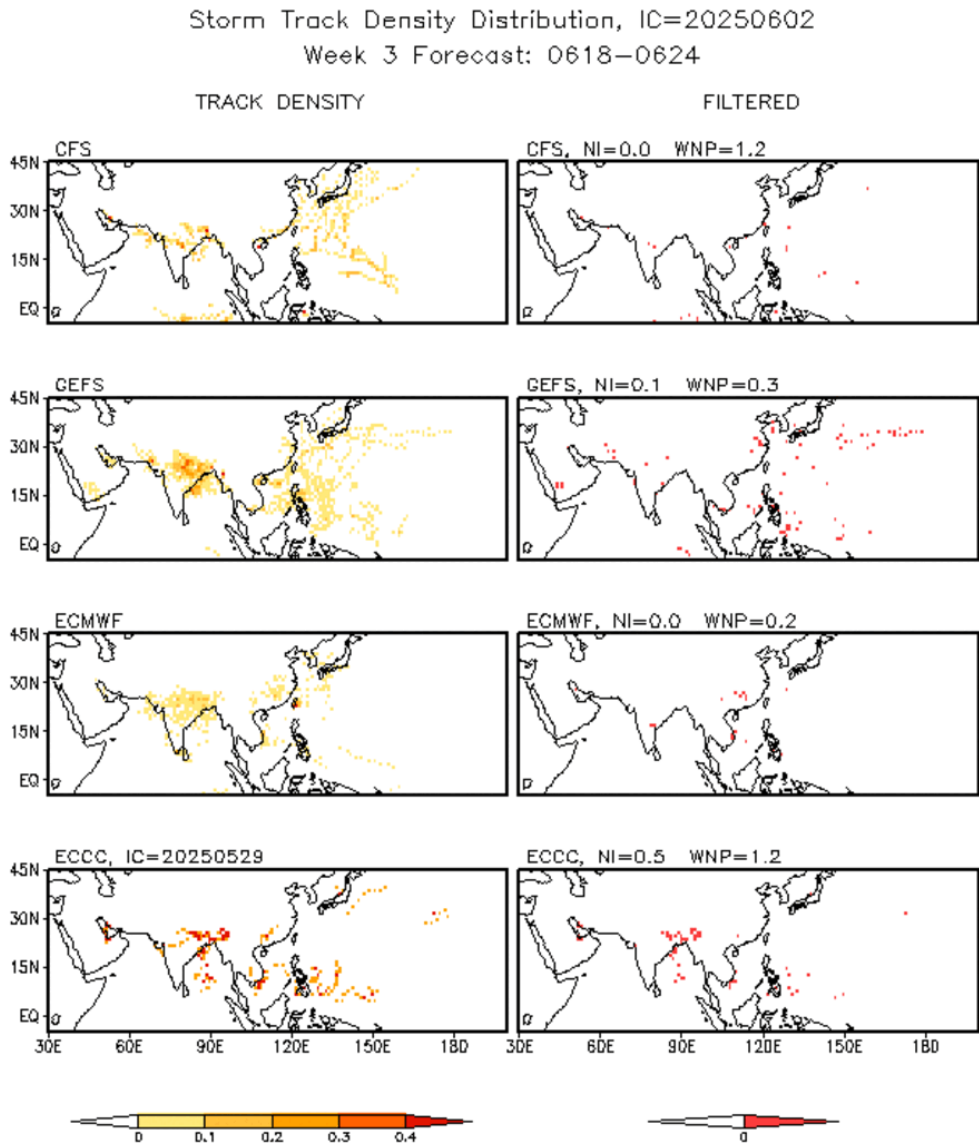 Storm Track Density Distribution, IC=20250602
Week 3 Forecast: 0618-0624
TRACK DENSITY
FILTERED
CFS
CFS, NI=0.0 WNP=1.2
45N
30N
15N
EQ
GEFS
GEFS, NI=0.1 WNP=0.3
45N
30N
15N
EQ
ECMWF
ECMWF, NI=0.0 WNP=0.2
45N
30N
15N
EQ
ECCC, IC=20250529
ECCC, NI=0.5 WNP=1.2
45N
30N
15N
EQ
30E 60E 90E 120E 150E 180
30E 60E 90E 120E 150E 180
0 0.1 0.2 0.3 0.4
0